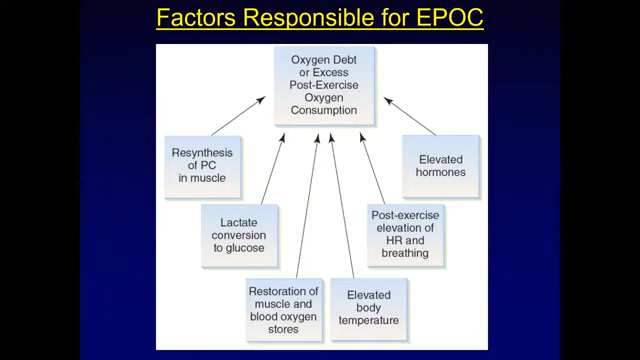 Factors Responsible for EPOC
Oxygen Debt
or Excess
Post-Exercise
Oxygen
Consumption
Resynthesis
of PC
in muscle
Elevated
hormones
Lactate
conversion
to glucose
Post-exercise
elevation of
HR and
breathing
Restoration of
muscle and
blood oxygen
stores
Elevated
body
temperature